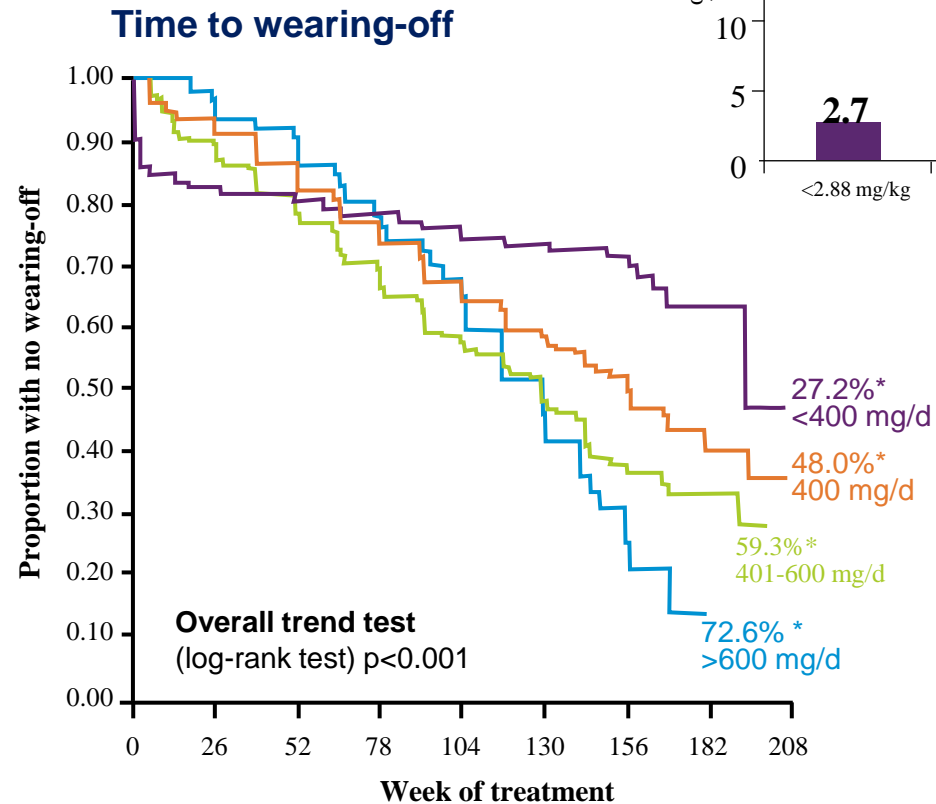 Time to wearing-off
10
5
2.7
0
<2.88 mg/kg
Proportion with no wearing-off
1.00
0.90
0.80
0.70
0.60
0.50
0.40
0.30
0.20
0.10
0.00
27.2%*
<400 mg/d
48.0%*
400 mg/d
59.3%*
401-600 mg/d
72.6% *
>600 mg/d
Overall trend test
(log-rank test) p<0.001
0 26 52 78 104 130 156 182 208
Week of treatment